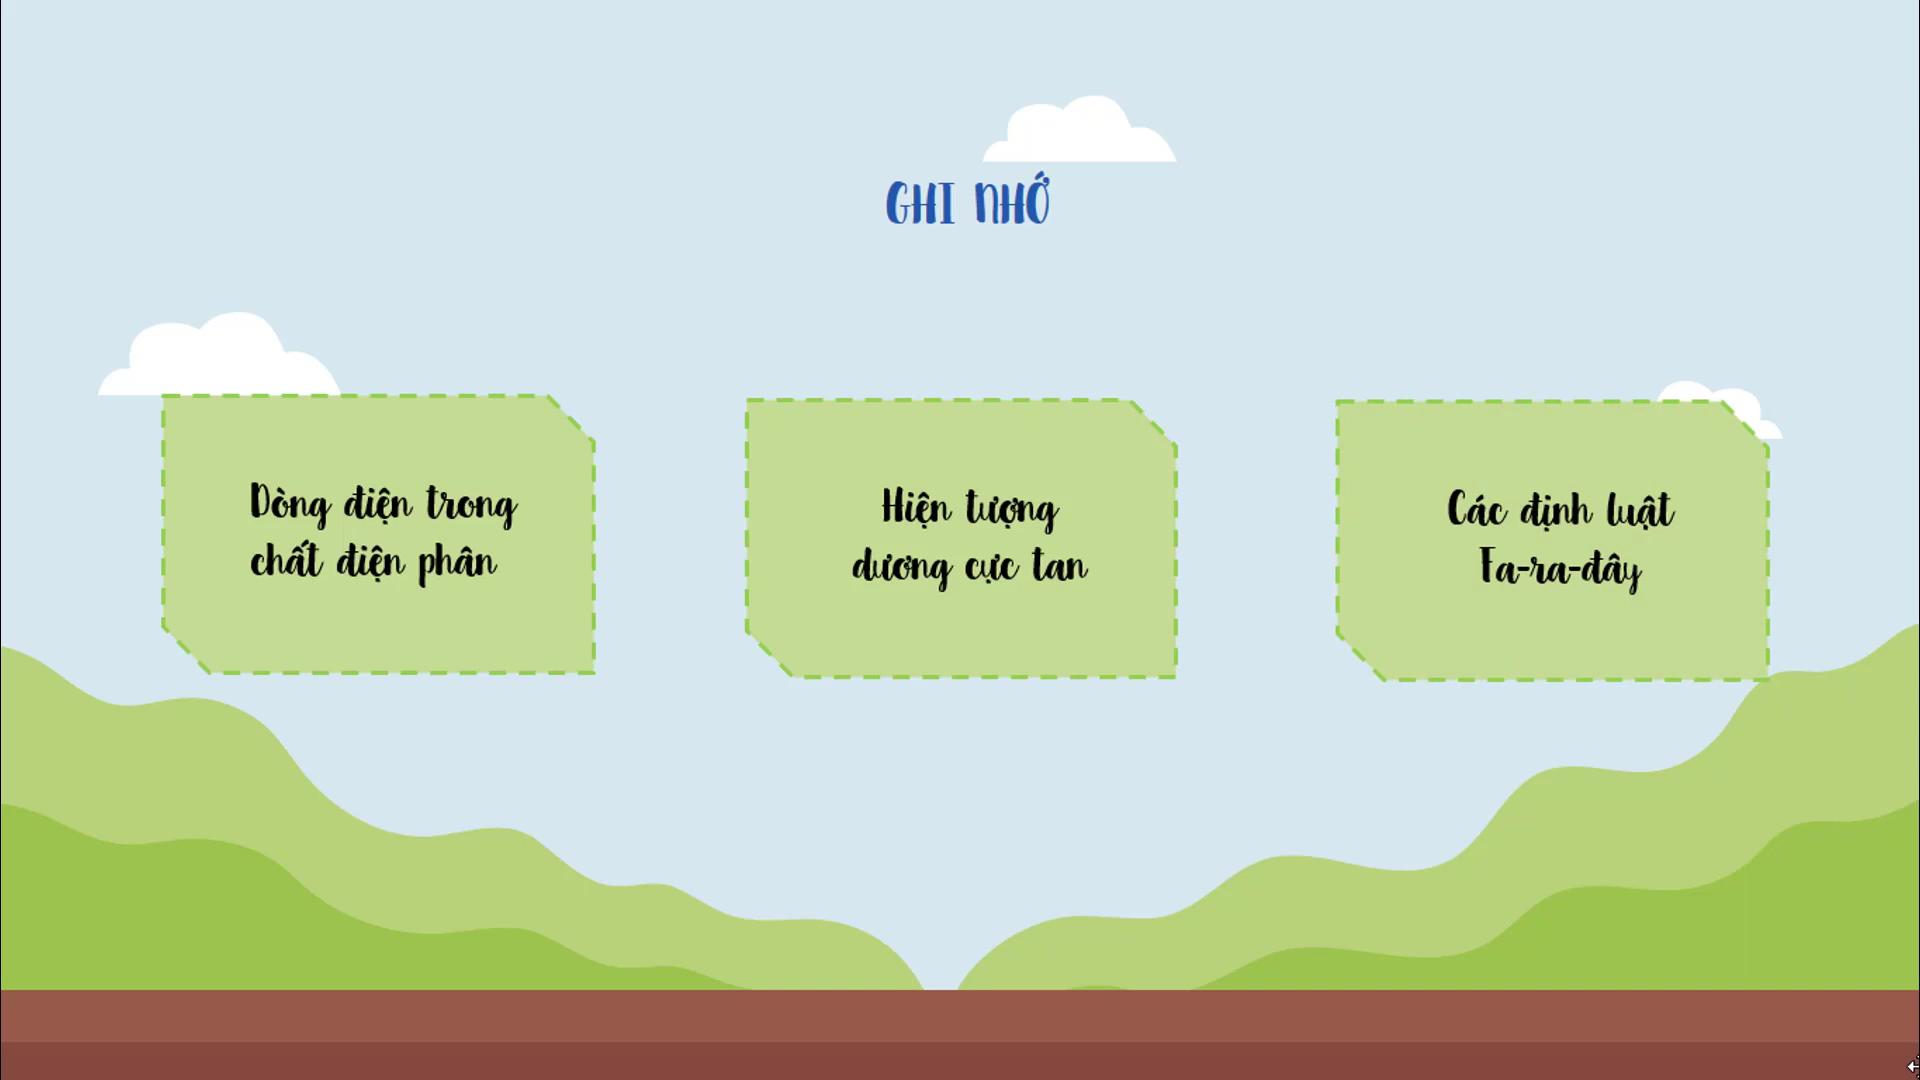 GHI NHỚ
Dòng điện trong
chất điện phân
Hiện tượng
dương cực tan
Các định luật
Fa-ra-đây